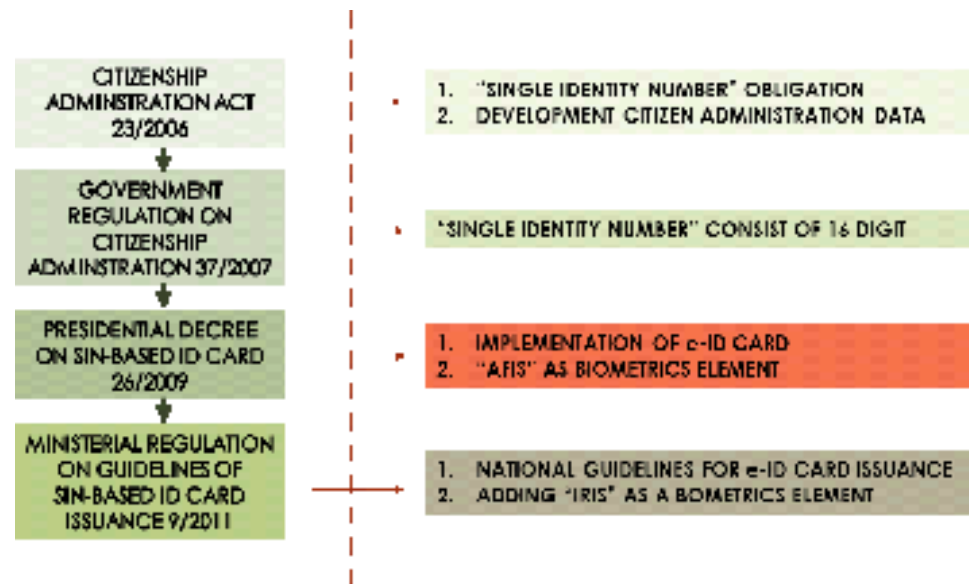 CITIZENSHIP
ADMINSTRATION ACT
23/2006
1. "SINGLE IDENTITY NUMBER" OBLIGATION
2. DEVELOPMENT CITIZEN ADMINISTRATION DATA
GOVERNMENT
REGULATION ON
CITIZENSHIP
ADMINSTRATION 37/2007
"SINGLE IDENTITY NUMBER" CONSIST OF 16 DIGIT
PRESIDENTIAL DECREE
ON SIN-BASED ID CARD
26/2009
1. IMPLEMENTATION OF e-ID CARD
2. "AFIS" AS BIOMETRICS ELEMENT
MINISTERIAL REGULATION
ON GUIDELINES OF
SIN-BASED ID CARD
ISSUANCE 9/2011
1. NATIONAL GUIDELINES FOR e-ID CARD ISSUANCE
2. ADDING "IRIS" AS A BOMETRICS ELEMENT